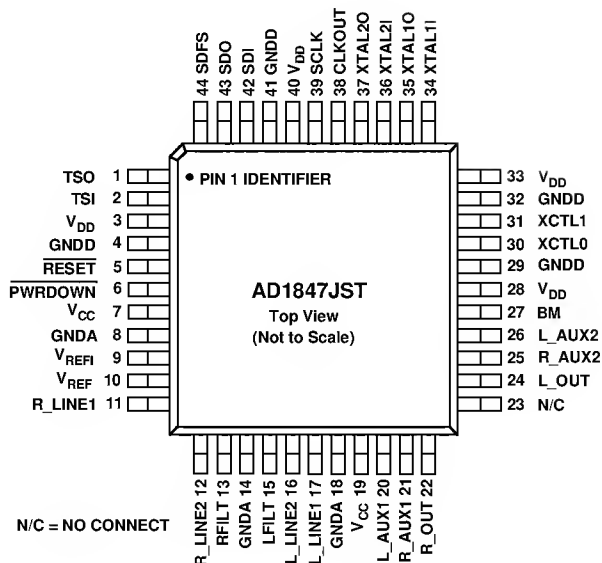 44 SDFS
43 SDO
42 SDI
41 GNDD
40 VDD
39 SCLK
38 CLKOUT
37 XTAL2O
36 XTAL2I
35 XTAL1O
34 XTAL1I
TSO 1
TSI 2
VDD 3
GNDD 4
RESET 5
PWRDOWN 6
VCC 7
GNDA 8
VREFI 9
VREF 10
R_LINE1 11
• PIN 1 IDENTIFIER
AD1847JST
Top View
(Not to Scale)
33 VDD
32 GNDD
31 XCTL1
30 XCTL0
29 GNDD
28 VDD
27 BM
26 L_AUX2
25 R_AUX2
24 L_OUT
23 N/C
R_LINE2 12
RFILT 13
GNDA 14
LFILT 15
L_LINE2 16
L_LINE1 17
GNDA 18
VCC 19
L_AUX1 20
R_AUX1 21
R_OUT 22
N/C = NO CONNECT